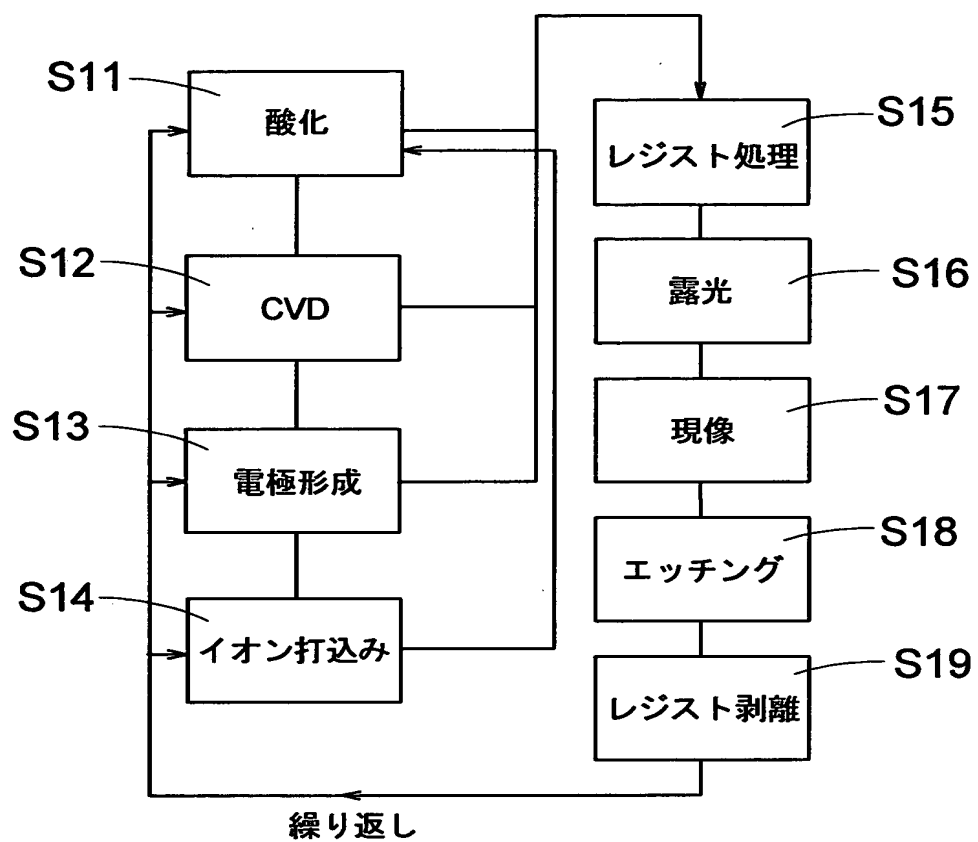 S11
酸化
S12
CVD
S13
電極形成
S14
イオン打込み
S15
レジスト処理
S16
露光
S17
現像
S18
エッチング
S19
レジスト剥離
繰り返し